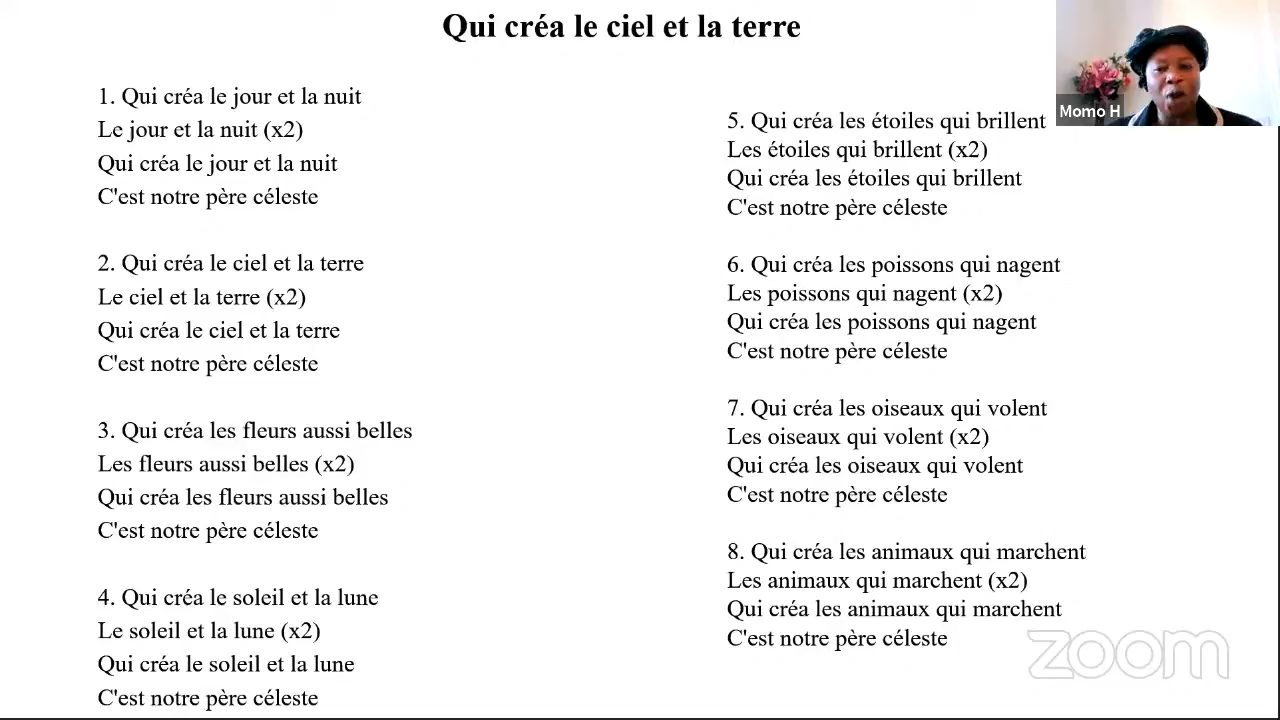 Qui créa le ciel et la terre
1. Qui créa le jour et la nuit
Le jour et la nuit (x2)
Qui créa le jour et la nuit
C'est notre père céleste
2. Qui créa le ciel et la terre
Le ciel et la terre (x2)
Qui créa le ciel et la terre
C'est notre père céleste
3. Qui créa les fleurs aussi belles
Les fleurs aussi belles (x2)
Qui créa les fleurs aussi belles
C'est notre père céleste
4. Qui créa le soleil et la lune
Le soleil et la lune (x2)
Qui créa le soleil et la lune
C'est notre père céleste
5. Qui créa les étoiles qui brillent
Les étoiles qui brillent (x2)
Qui créa les étoiles qui brillent
C'est notre père céleste
6. Qui créa les poissons qui nagent
Les poissons qui nagent (x2)
Qui créa les poissons qui nagent
C'est notre père céleste
7. Qui créa les oiseaux qui volent
Les oiseaux qui volent (x2)
Qui créa les oiseaux qui volent
C'est notre père céleste
8. Qui créa les animaux qui marchent
Les animaux qui marchent (x2)
Qui créa les animaux qui marchent
C'est notre père céleste
Momo H
zoom